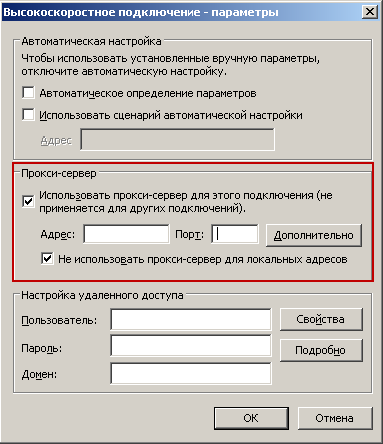 Высокоскоростное подключение - параметры
Автоматическая настройка
Чтобы использовать установленные вручную параметры,
отключите автоматическую настройку.
Автоматическое определение параметров
Использовать сценарий автоматической настройки
Адрес
Прокси-сервер
Использовать прокси-сервер для этого подключения (не
применяется для других подключений).
Адрес: Порт: Дополнительно
Не использовать прокси-сервер для локальных адресов
Настройка удаленного доступа
Пользователь: Свойства
Пароль: Подробно
Домен:
ОК Отмена